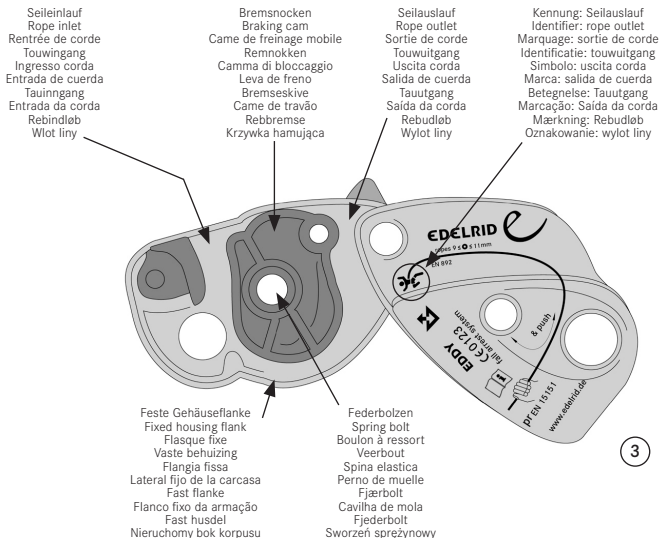 Seileinlauf
Rope inlet
Rentrée de corde
Touwingang
Ingresso corda
Entrada de cuerda
Tauinngang
Entrada da corda
Rebindløb
Wlot liny
Bremsnocken
Braking cam
Came de freinage mobile
Remnokken
Camma di bloccaggio
Leva de freno
Bremseskive
Came de travão
Rebbremse
Krzywka hamująca
Seilauslauf
Rope outlet
Sortie de corde
Touwuitgang
Uscita corda
Salida de cuerda
Tautgang
Saída da corda
Rebudløb
Wylot liny
Kennung: Seilauslauf
Identifier: rope outlet
Marquage: sortie de corde
Identificatie: touwuitgang
Simbolo: uscita corda
Marca: salida de cuerda
Betegnelse: Tautgang
Marcação: Saída da corda
Mærkning: Rebudløb
Oznakowanie: wylot liny
EDELRID e
ropes 9 ≤ ≤ 11mm
EN 892
& push
EDDY
CE0123
fall arrest system
prEN 15151
www.edelrid.de
Feste Gehäuseflanke
Fixed housing flank
Flasque fixe
Vaste behuizing
Flangia fissa
Lateral fijo de la carcasa
Fast flanke
Flanco fixo da armação
Fast husdel
Nieruchomy bok korpusu
Federbolzen
Spring bolt
Boulon à ressort
Veerbout
Spina elastica
Perno de muelle
Fjærbolt
Cavilha de mola
Fjederbolt
Sworzeń sprężynowy
3